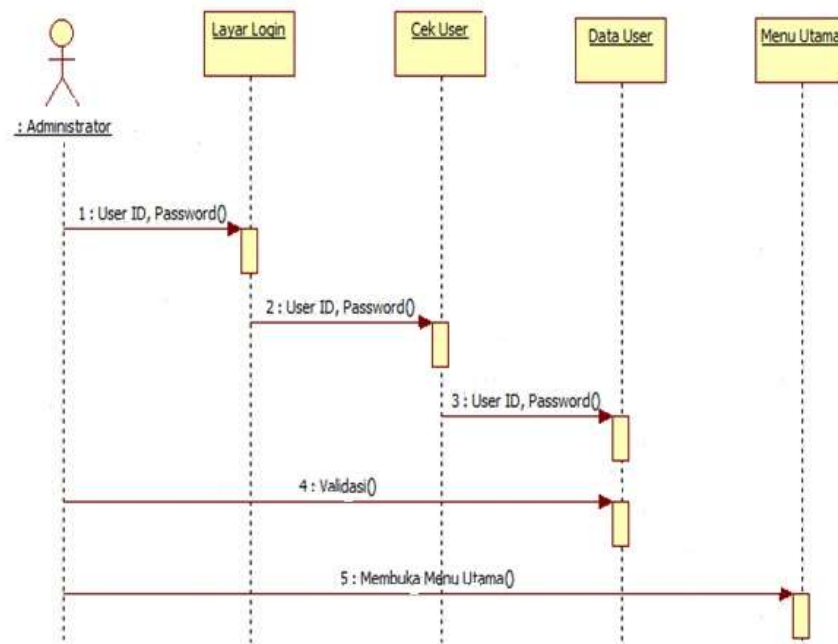 Layar Login
Cek User
Data User
Menu Utama
: Administrator
1 : User ID, Password()
2 : User ID, Password()
3 : User ID, Password()
4 : Validasi()
5 : Membuka Menu Utama()